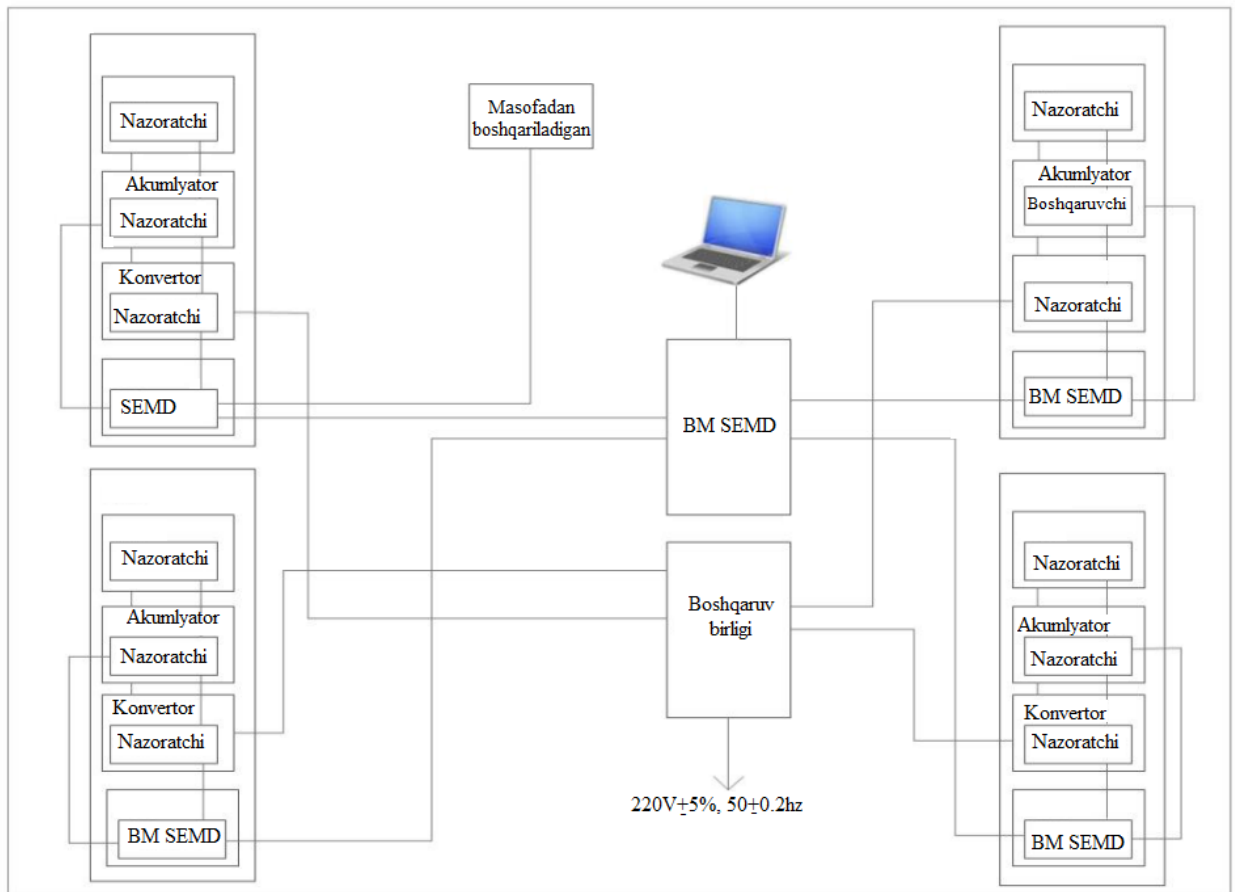 Nazoratchi
Akumlyator
Nazoratchi
Konvertor
Nazoratchi
SEMD
Masofadan
boshqariladigan
Nazoratchi
Akumlyator
Boshqaruvchi
Nazoratchi
BM SEMD
BM SEMD
Nazoratchi
Akumlyator
Nazoratchi
Konvertor
Nazoratchi
BM SEMD
Boshqaruv
birligi
220V±5%, 50±0.2hz
Nazoratchi
Akumlyator
Nazoratchi
Konvertor
Nazoratchi
BM SEMD